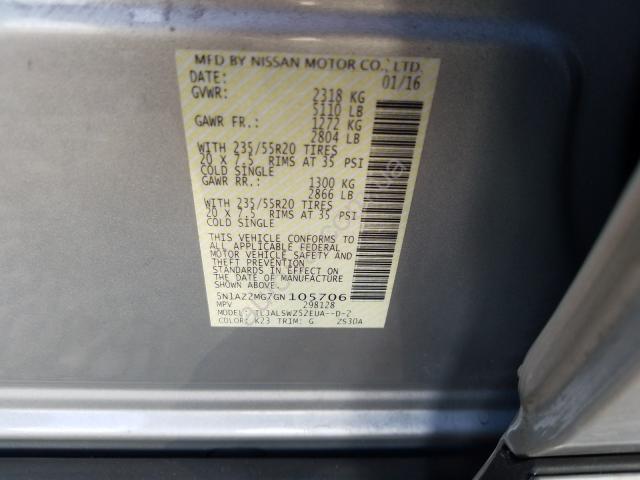 MFD BY NISSAN MOTOR CO., LTD.
DATE: 01/16
GVWR: 2318 KG
5110 LB
GAWR FR.: 1272 KG
2804 LB
WITH 235/55R20 TIRES
20 X 7.5 RIMS AT 35 PSI
COLD SINGLE
GAWR RR.: 1300 KG
2866 LB
WITH 235/55R20 TIRES
20 X 7.5 RIMS AT 35 PSI
COLD SINGLE
THIS VEHICLE CONFORMS TO
ALL APPLICABLE FEDERAL
MOTOR VEHICLE SAFETY AND
THEFT PREVENTION
STANDARDS IN EFFECT ON
THE DATE OF MANUFACTURE
SHOWN ABOVE.
5N1AZ2MG7GN105706
MPV 298128
MODEL: TLJALSWZ52EUA--D-Z
COLOR: K23 TRIM: G ZS30A